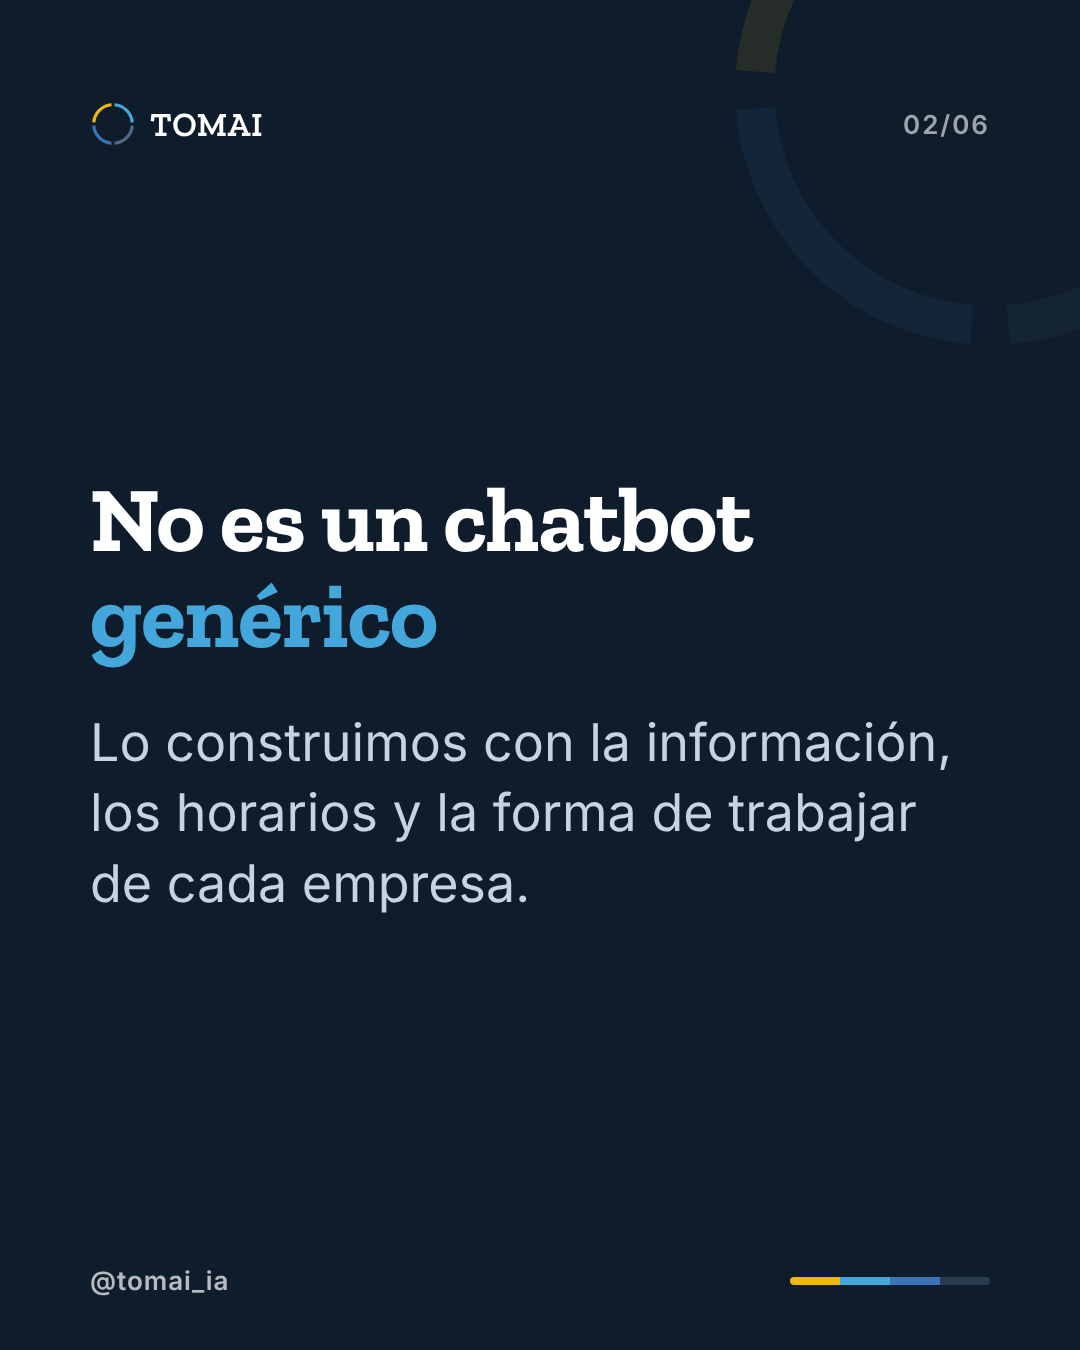 TOMAI
02/06
No es un chatbot
genérico
Lo construimos con la información,
los horarios y la forma de trabajar
de cada empresa.
@tomai_ia